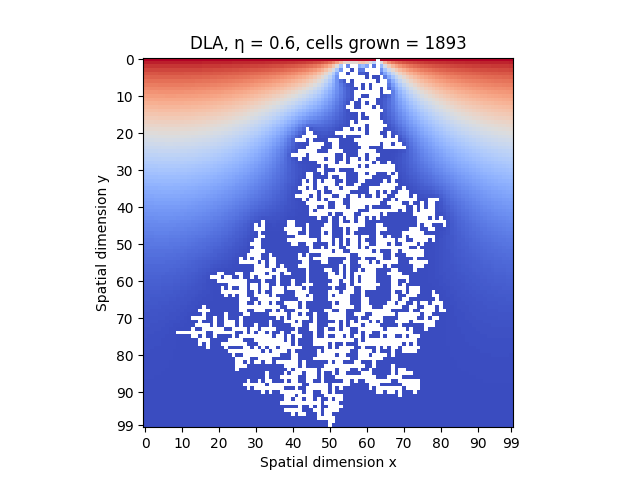 DLA, η = 0.6, cells grown = 1893
0
10
20
30
40
50
60
70
80
90
99
Spatial dimension y
0 10 20 30 40 50 60 70 80 90 99
Spatial dimension x